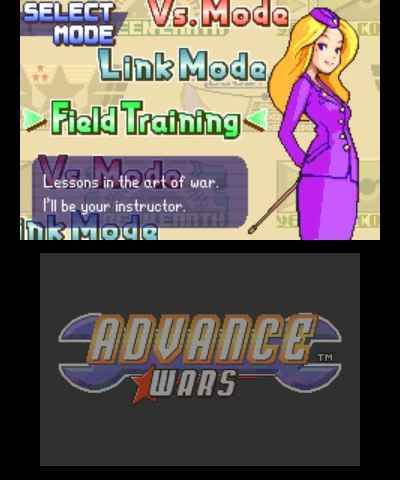 SELECT
MODE
Vs. Mode
Link Mode
Field Training
Vs. Mode
Lessons in the art of war.
I'll be your instructor.
ink Mode
ADVANCE
WARS
TM